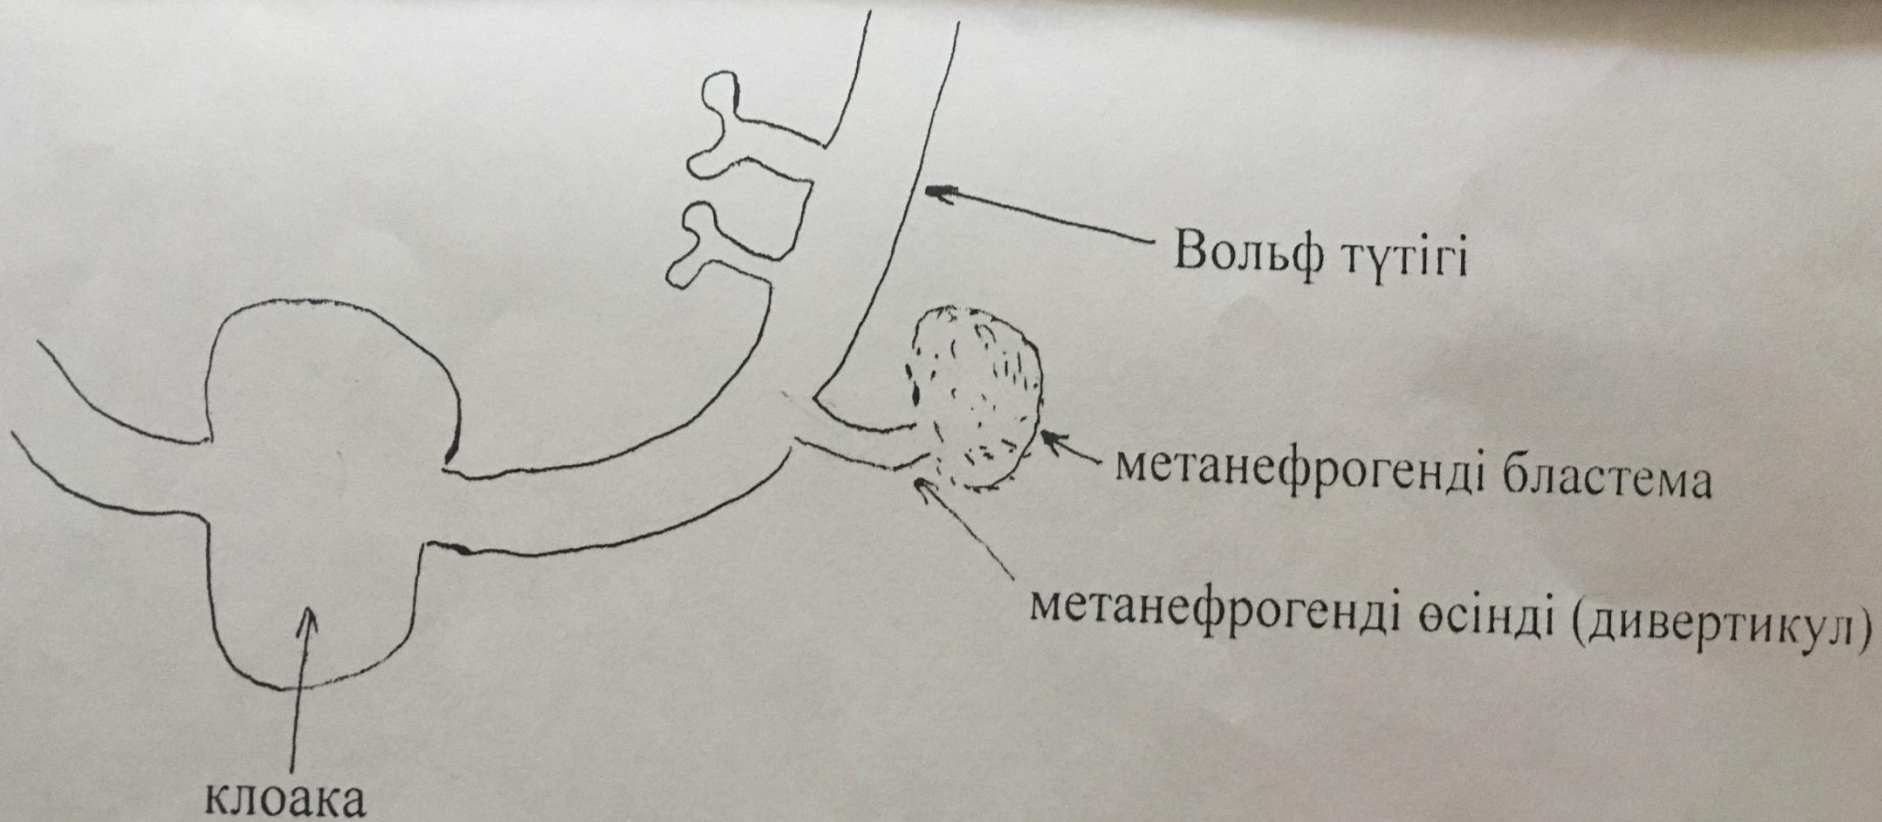 Вольф түтігі
метанефрогенді бластема
метанефрогенді өсінді (дивертикул)
клоака